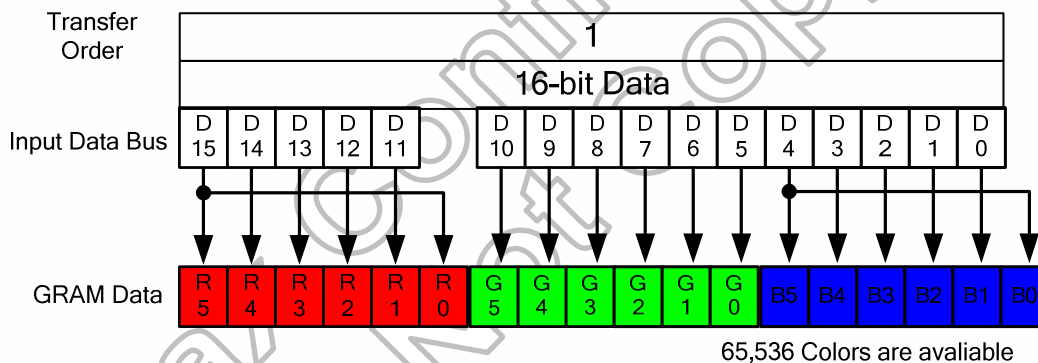 Transfer Order
1
16-bit Data
Input Data Bus
D 15 D 14 D 13 D 12 D 11 D 10 D 9 D 8 D 7 D 6 D 5 D 4 D 3 D 2 D 1 D 0
GRAM Data
R 5 R 4 R 3 R 2 R 1 R 0 G 5 G 4 G 3 G 2 G 1 G 0 B5 B4 B3 B2 B1 B0
65,536 Colors are avaliable